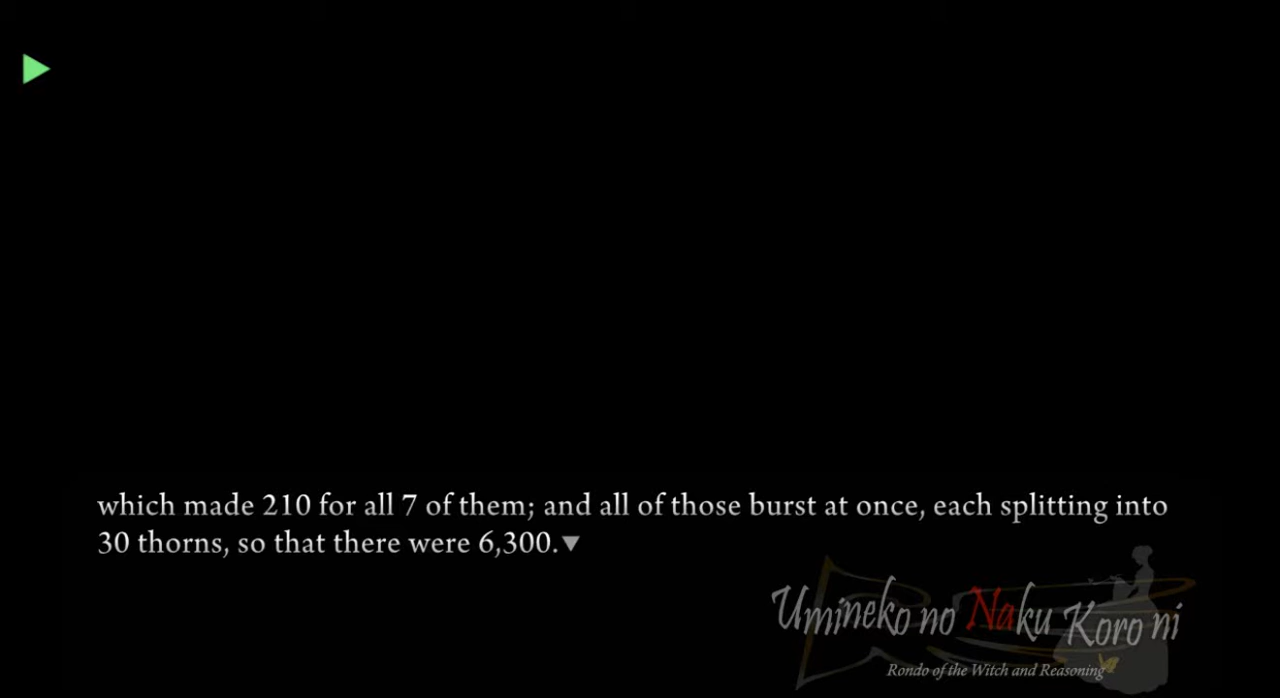 which made 210 for all 7 of them; and all of those burst at once, each splitting into
30 thorns, so that there were 6,300.
Umineko no Naku Koro ni
Rondo of the Witch and Reasoning